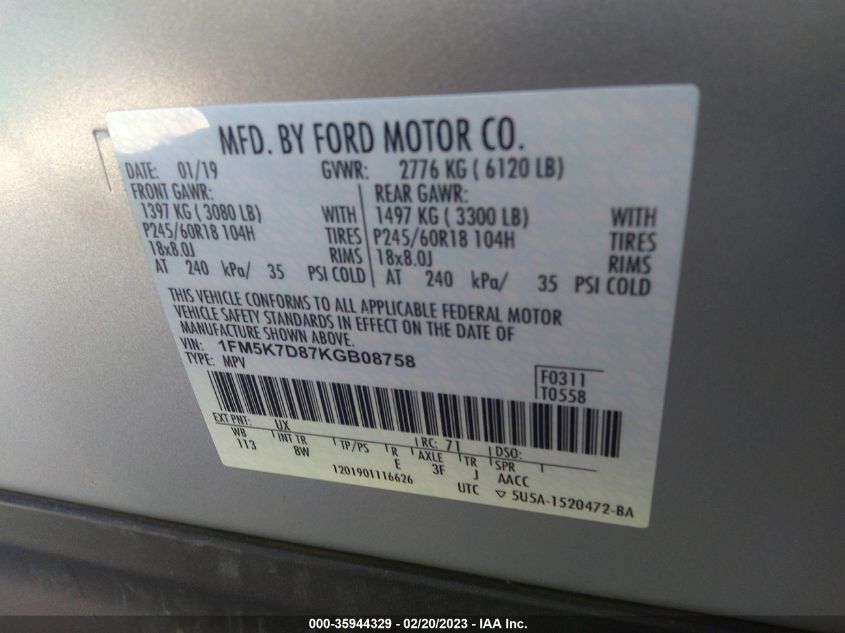 MFD. BY FORD MOTOR CO.
DATE: 01/19 GVWR: 2776 KG ( 6120 LB)
FRONT GAWR: REAR GAWR:
1397 KG ( 3080 LB) WITH 1497 KG ( 3300 LB) WITH
P245/60R18 104H TIRES P245/60R18 104H TIRES
18x8.0J RIMS 18x8.0J RIMS
AT 240 kPa/ 35 PSI COLD AT 240 kPa/ 35 PSI COLD
THIS VEHICLE CONFORMS TO ALL APPLICABLE FEDERAL MOTOR
VEHICLE SAFETY STANDARDS IN EFFECT ON THE DATE OF
MANUFACTURE SHOWN ABOVE.
VIN: 1FM5K7D87KGB08758
TYPE: MPV
F0311
T0558
EXT PNT: UX RC: 71 DSO:
WB INT TR TP/PS R AXLE TR SPR
113 8W E 3F J AACC
1201901116626 UTC ▽ 5U5A-1520472-BA
000-35944329 - 02/20/2023 - IAA Inc.